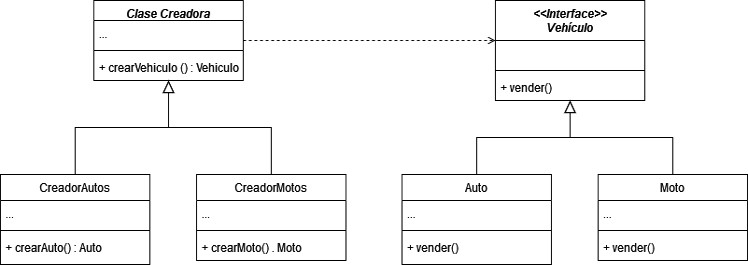 Clase Creadora
...
+ crearVehiculo () : Vehiculo
<<Interface>>
Vehículo
+ vender()
CreadorAutos
...
+ crearAuto() : Auto
CreadorMotos
...
+ crearMoto() . Moto
Auto
...
+ vender()
Moto
...
+ vender()